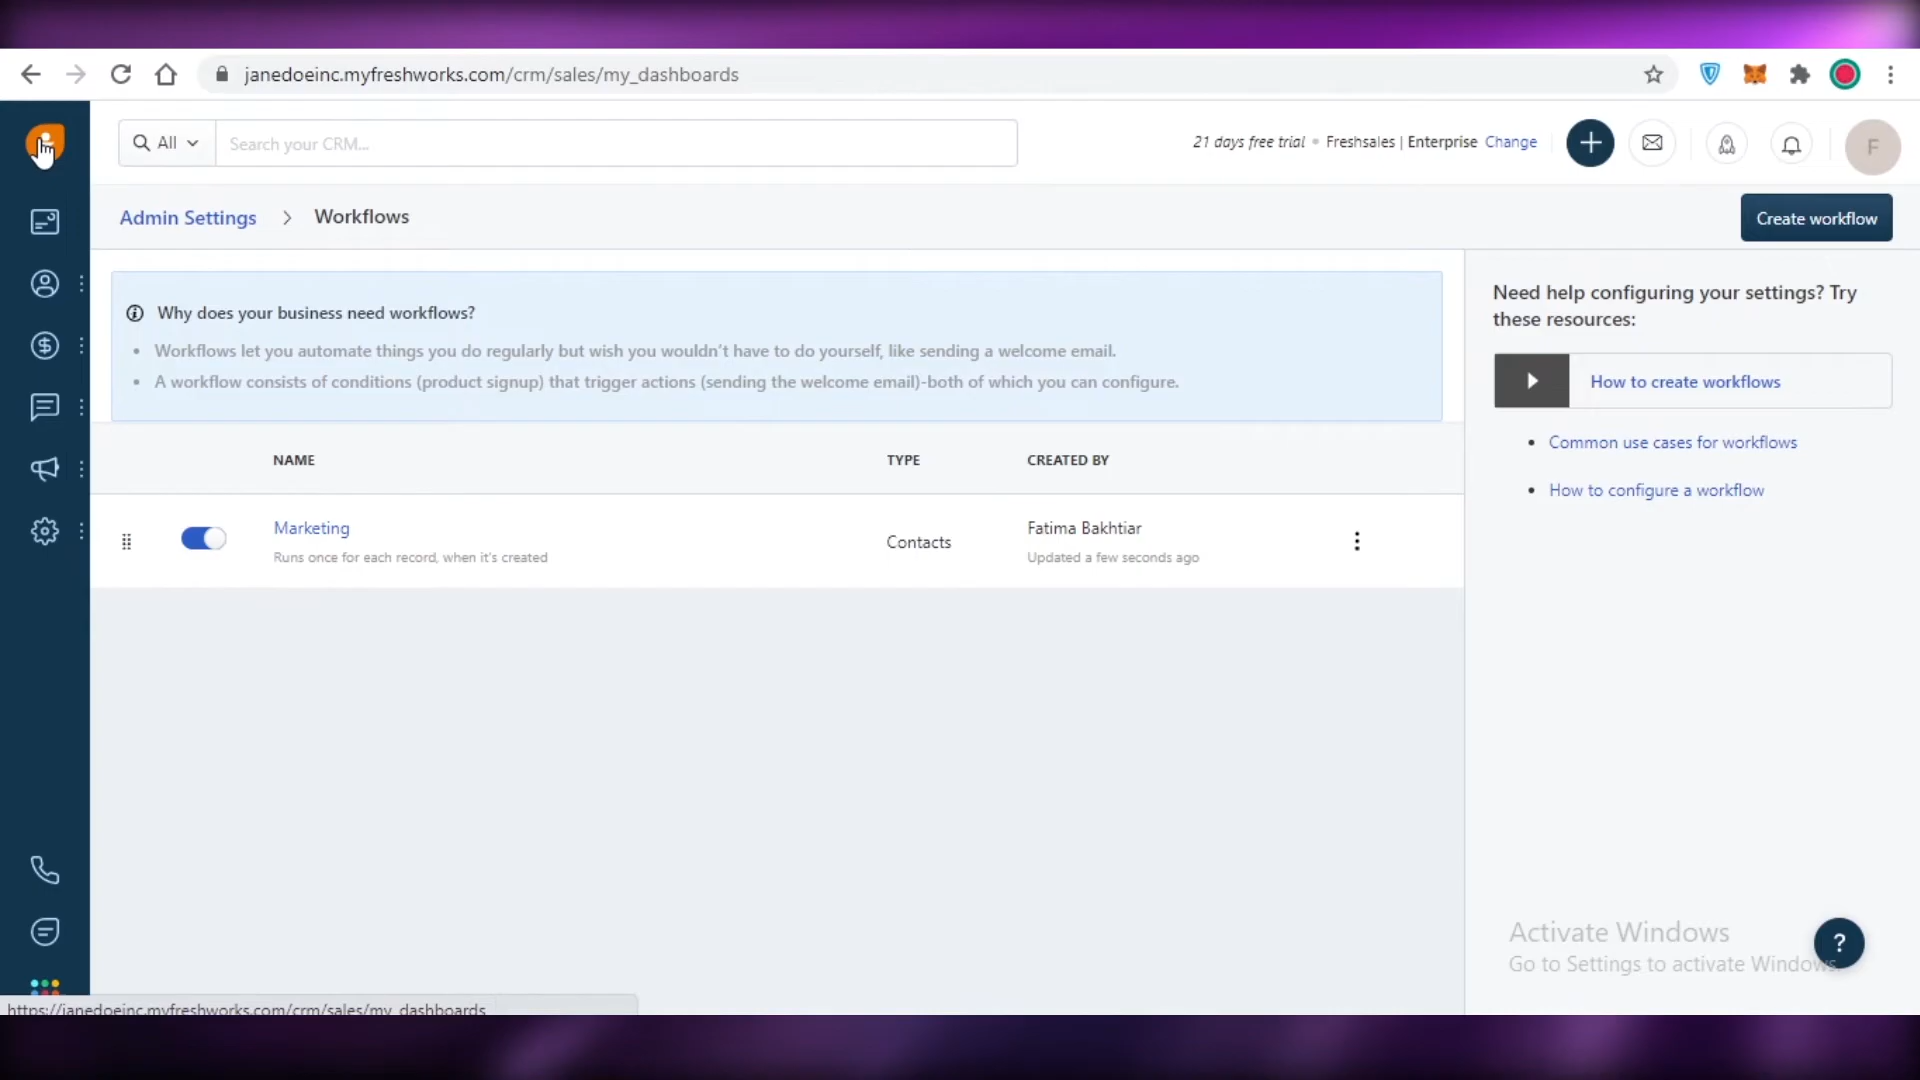 janedoeinc.myfreshworks.com/crm/sales/my_dashboards
All
Search your CRM...
21 days free trial • Freshsales | Enterprise Change
F
Admin Settings > Workflows
Create workflow
Why does your business need workflows?
• Workflows let you automate things you do regularly but wish you wouldn't have to do yourself, like sending a welcome email.
• A workflow consists of conditions (product signup) that trigger actions (sending the welcome email)-both of which you can configure.
Need help configuring your settings? Try
these resources:
How to create workflows
• Common use cases for workflows
• How to configure a workflow
NAME TYPE CREATED BY
Marketing
Runs once for each record, when it's created
Contacts
Fatima Bakhtiar
Updated a few seconds ago
Activate Windows
Go to Settings to activate Windows.
?
https://janedoeinc.myfreshworks.com/crm/sales/my_dashboards